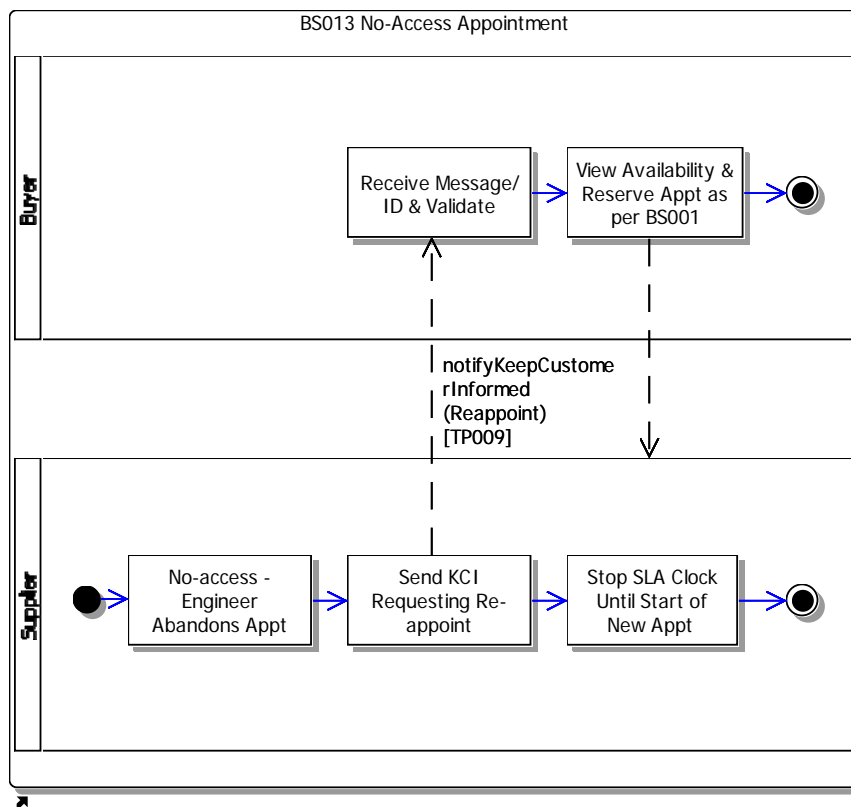 BS013 No-Access Appointment
Buyer
Receive Message/
ID & Validate
View Availability &
Reserve Appt as
per BS001
notifyKeepCustome
rInformed
(Reappoint)
[TP009]
Supplier
No-access -
Engineer
Abandons Appt
Send KCI
Requesting Re-
appoint
Stop SLA Clock
Until Start of
New Appt